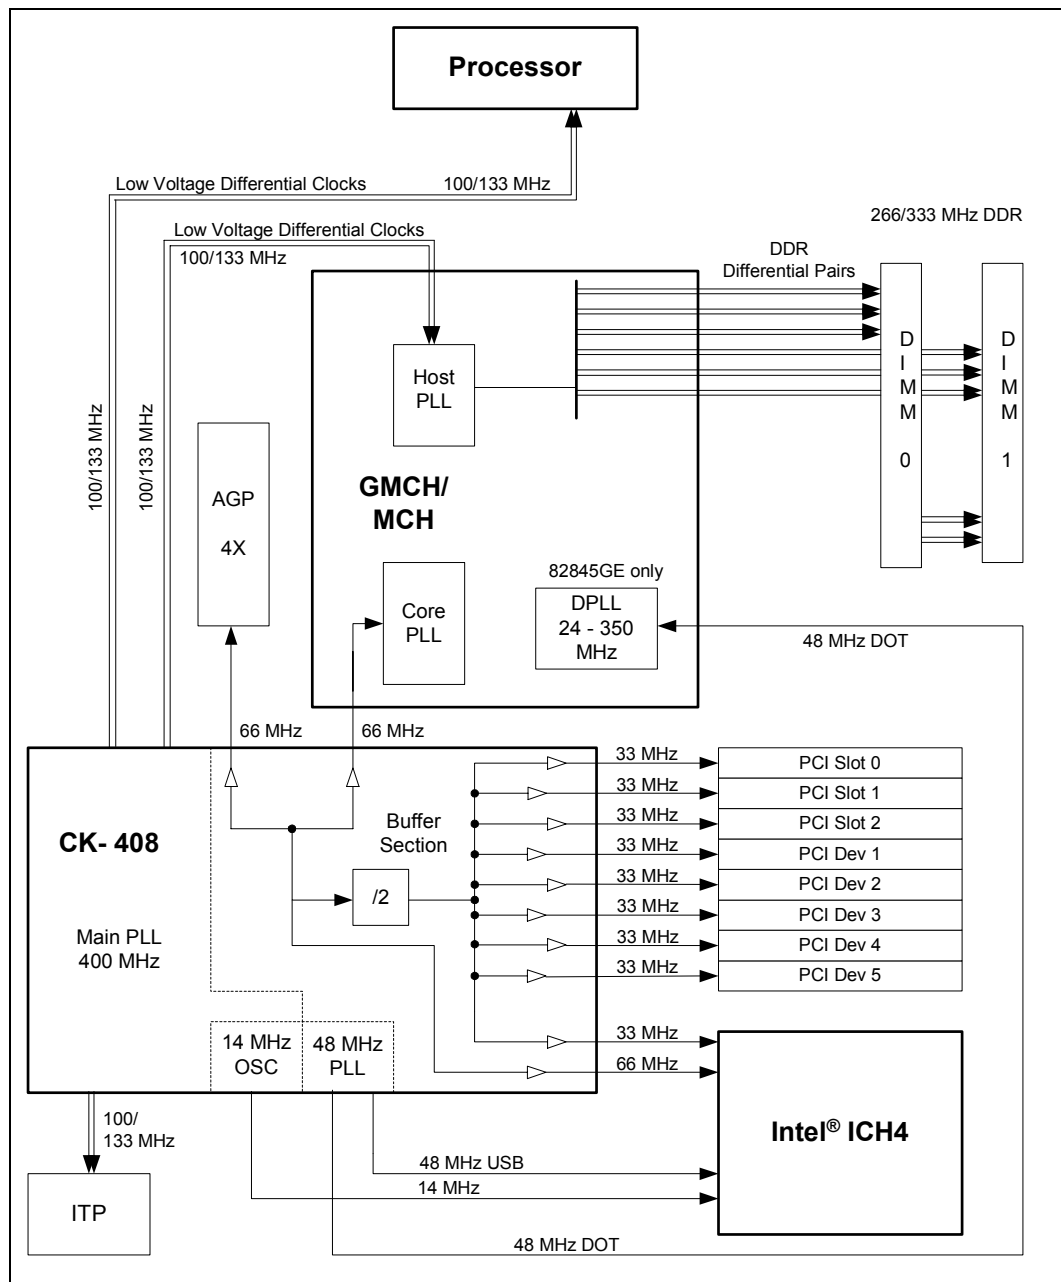 Processor
Low Voltage Differential Clocks
100/133 MHz
Low Voltage Differential Clocks
100/133 MHz
266/333 MHz DDR
DDR
Differential Pairs
100/133 MHz
100/133 MHz
Host
PLL
DIMM 0
DIMM 1
AGP
4X
GMCH/
MCH
82845GE only
Core
PLL
DPLL
24 - 350
MHz
48 MHz DOT
66 MHz
66 MHz
CK- 408
Main PLL
400 MHz
Buffer
Section
/2
33 MHz
PCI Slot 0
33 MHz
PCI Slot 1
33 MHz
PCI Slot 2
33 MHz
PCI Dev 1
33 MHz
PCI Dev 2
33 MHz
PCI Dev 3
33 MHz
PCI Dev 4
33 MHz
PCI Dev 5
14 MHz
OSC
48 MHz
PLL
33 MHz
66 MHz
Intel® ICH4
100/
133 MHz
48 MHz USB
14 MHz
ITP
48 MHz DOT